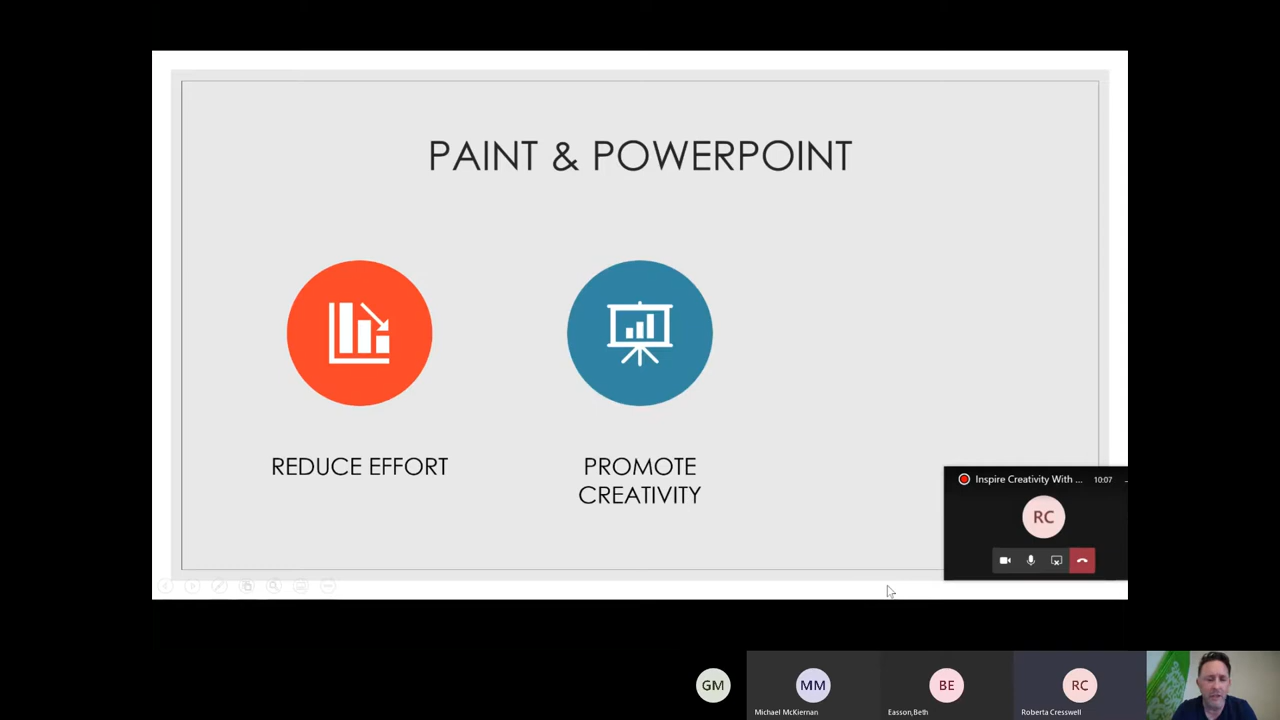 PAINT & POWERPOINT
REDUCE EFFORT
PROMOTE
CREATIVITY
Inspire Creativity With ...
10:07
RC
GM
MM
BE
RC
Michael McKiernan
Easson,Beth
Roberta Cresswell